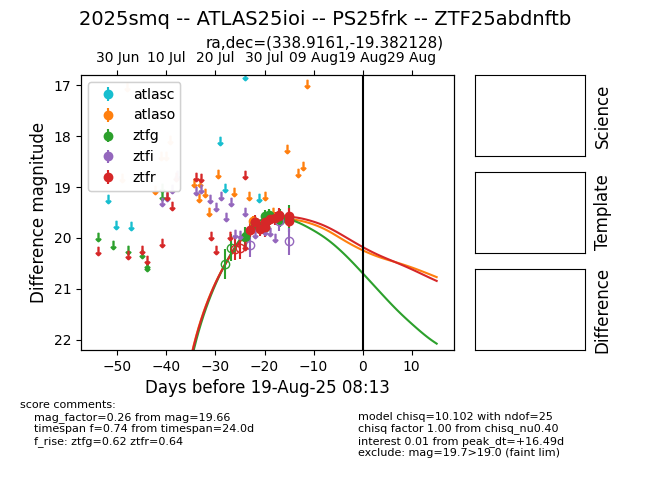 2025smq -- ATLAS25ioi -- PS25frk -- ZTF25abdnftb
ra,dec=(338.9161,-19.382128)
30 Jun 10 Jul 20 Jul 30 Jul 09 Aug 19 Aug 29 Aug
atlasc
atlaso
ztfg
ztfi
ztfr
17
18
19
20
21
22
Difference magnitude
−50 −40 −30 −20 −10 0 10
Days before 19-Aug-25 08:13
Science
Template
Difference
score comments:
mag_factor=0.26 from mag=19.66
timespan f=0.74 from timespan=24.0d
f_rise: ztfg=0.62 ztfr=0.64
model chisq=10.102 with ndof=25
chisq factor 1.00 from chisq_nu0.40
interest 0.01 from peak_dt=+16.49d
exclude: mag=19.7>19.0 (faint lim)